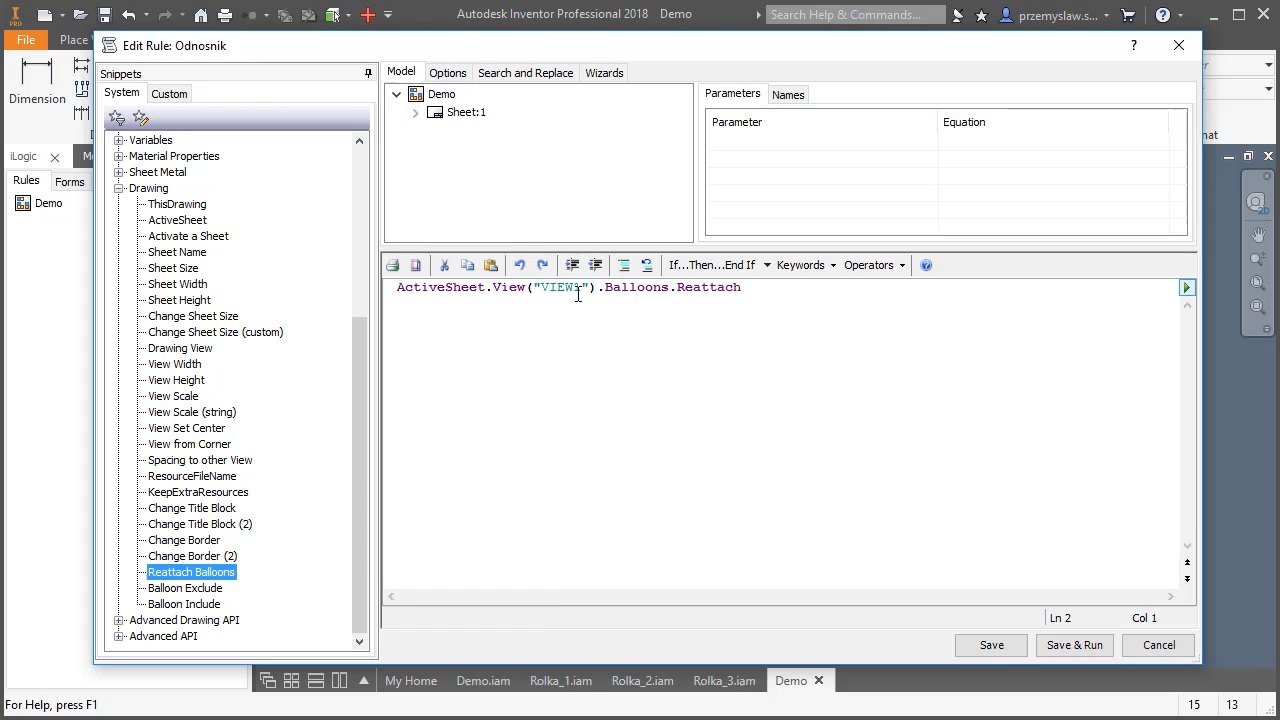 Autodesk Inventor Professional 2018 Demo
Search Help & Commands...
przemyslaw.s...
PRO
File
Place
Dimension
iLogic
Rules
Forms
Demo
Edit Rule: Odnosnik
?
Snippets
System
Custom
Variables
Material Properties
Sheet Metal
Drawing
ThisDrawing
ActiveSheet
Activate a Sheet
Sheet Name
Sheet Size
Sheet Width
Sheet Height
Change Sheet Size
Change Sheet Size (custom)
Drawing View
View Width
View Height
View Scale
View Scale (string)
View Set Center
View from Corner
Spacing to other View
ResourceFileName
KeepExtraResources
Change Title Block
Change Title Block (2)
Change Border
Change Border (2)
Reattach Balloons
Balloon Exclude
Balloon Include
Advanced Drawing API
Advanced API
Model
Options
Search and Replace
Wizards
Demo
Sheet:1
Parameters
Names
Parameter
Equation
If...Then...End If
Keywords
Operators
ActiveSheet.View("VIEW1").Balloons.Reattach
Ln 2
Col 1
Save
Save & Run
Cancel
My Home
Demo.iam
Rolka_1.iam
Rolka_2.iam
Rolka_3.iam
Demo
For Help, press F1
15
13